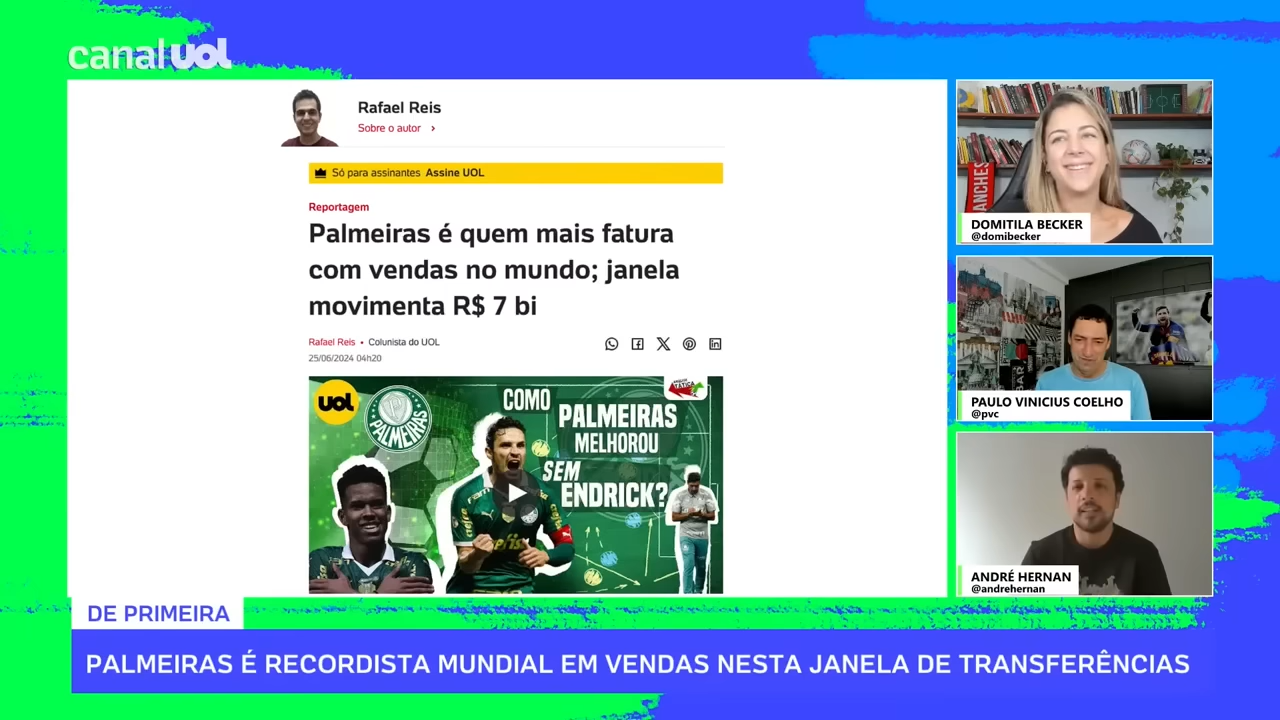 canal uol
Rafael Reis
Sobre o autor ›
Só para assinantes Assine UOL
Reportagem
Palmeiras é quem mais fatura
com vendas no mundo; janela
movimenta R$ 7 bi
Rafael Reis • Colunista do UOL
25/06/2024 04h20
uol
PALMEIRAS
COMO
PALMEIRAS
MELHOROU
SEM
ENDRICK?
DOMITILA BECKER
@domibecker
PAULO VINICIUS COELHO
@pvc
ANDRÉ HERNAN
@andrehernan
DE PRIMEIRA
PALMEIRAS É RECORDISTA MUNDIAL EM VENDAS NESTA JANELA DE TRANSFERÊNCIAS